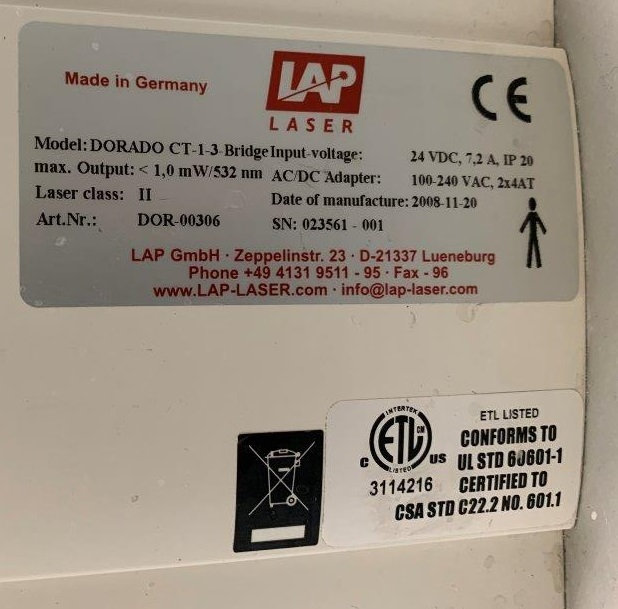 Made in Germany
LAP
LASER
CE
Model: DORADO CT-1-3 Bridge Input voltage: 24 VDC, 7,2 A, IP 20
max. Output: < 1,0 mW/532 nm AC/DC Adapter: 100-240 VAC, 2x4AT
Laser class: II Date of manufacture: 2008-11-20
Art.Nr.: DOR-00306 SN: 023561 - 001
LAP GmbH · Zeppelinstr. 23 · D-21337 Lueneburg
Phone +49 4131 9511 - 95 · Fax - 96
www.LAP-LASER.com · info@lap-laser.com
INTERTEK
ETL CM
LISTED
C US
3114216
ETL LISTED
CONFORMS TO
UL STD 60601-1
CERTIFIED TO
CSA STD C22.2 NO. 601.1